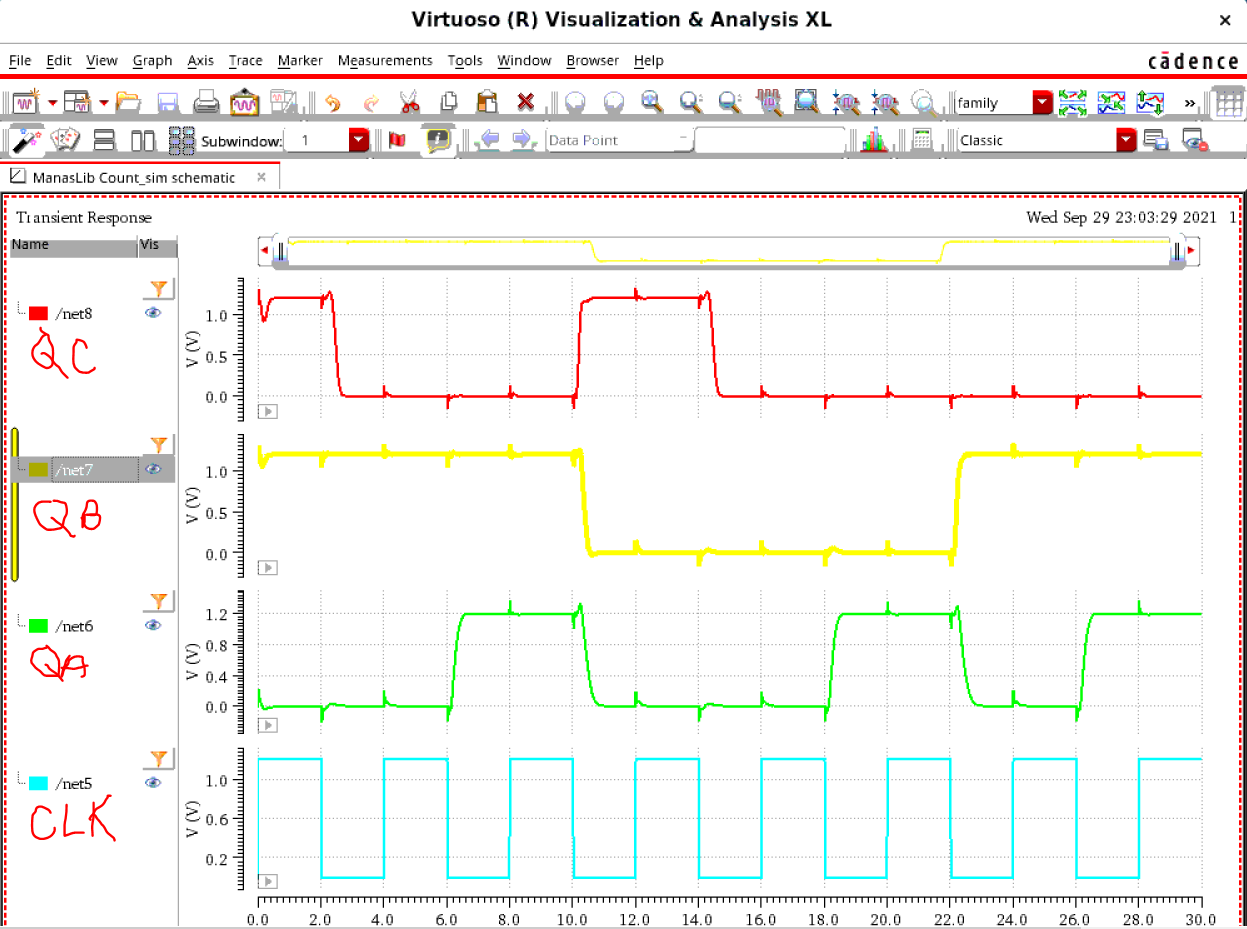 Virtuoso (R) Visualization & Analysis XL ×
File Edit View Graph Axis Trace Marker Measurements Tools Window Browser Help cādence
family »
Subwindow: 1 Data Point Classic
ManasLib Count_sim schematic ×
Transient Response Wed Sep 29 23:03:29 2021 1
Name Vis
/net8
QC
V (V)
1.0
0.5
0.0
/net7
QB
V (V)
1.0
0.5
0.0
/net6
QA
V (V)
1.2
0.8
0.4
0.0
/net5
CLK
V (V)
1.0
0.6
0.2
0.0 2.0 4.0 6.0 8.0 10.0 12.0 14.0 16.0 18.0 20.0 22.0 24.0 26.0 28.0 30.0